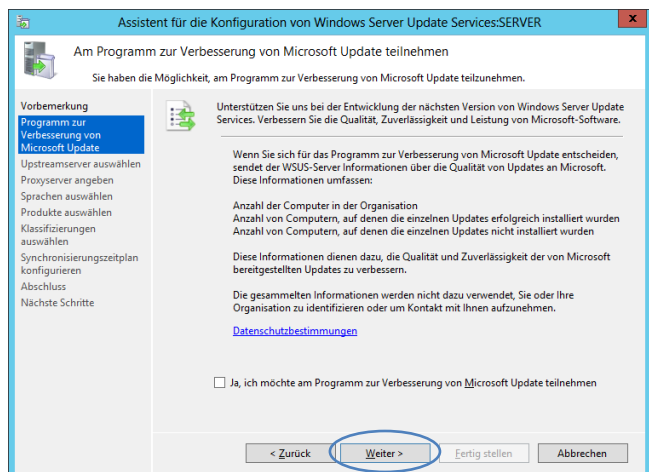 Assistent für die Konfiguration von Windows Server Update Services:SERVER
x
Am Programm zur Verbesserung von Microsoft Update teilnehmen
Sie haben die Möglichkeit, am Programm zur Verbesserung von Microsoft Update teilzunehmen.
Vorbemerkung
Programm zur
Verbesserung von
Microsoft Update
Upstreamserver auswählen
Proxyserver angeben
Sprachen auswählen
Produkte auswählen
Klassifizierungen
auswählen
Synchronisierungszeitplan
konfigurieren
Abschluss
Nächste Schritte
Unterstützen Sie uns bei der Entwicklung der nächsten Version von Windows Server Update
Services. Verbessern Sie die Qualität, Zuverlässigkeit und Leistung von Microsoft-Software.
Wenn Sie sich für das Programm zur Verbesserung von Microsoft Update entscheiden,
sendet der WSUS-Server Informationen über die Qualität von Updates an Microsoft.
Diese Informationen umfassen:
Anzahl der Computer in der Organisation
Anzahl von Computern, auf denen die einzelnen Updates erfolgreich installiert wurden
Anzahl von Computern, auf denen die einzelnen Updates nicht installiert wurden
Diese Informationen dienen dazu, die Qualität und Zuverlässigkeit der von Microsoft
bereitgestellten Updates zu verbessern.
Die gesammelten Informationen werden nicht dazu verwendet, Sie oder Ihre
Organisation zu identifizieren oder um Kontakt mit Ihnen aufzunehmen.
Datenschutzbestimmungen
Ja, ich möchte am Programm zur Verbesserung von Microsoft Update teilnehmen
< Zurück
Weiter >
Fertig stellen
Abbrechen